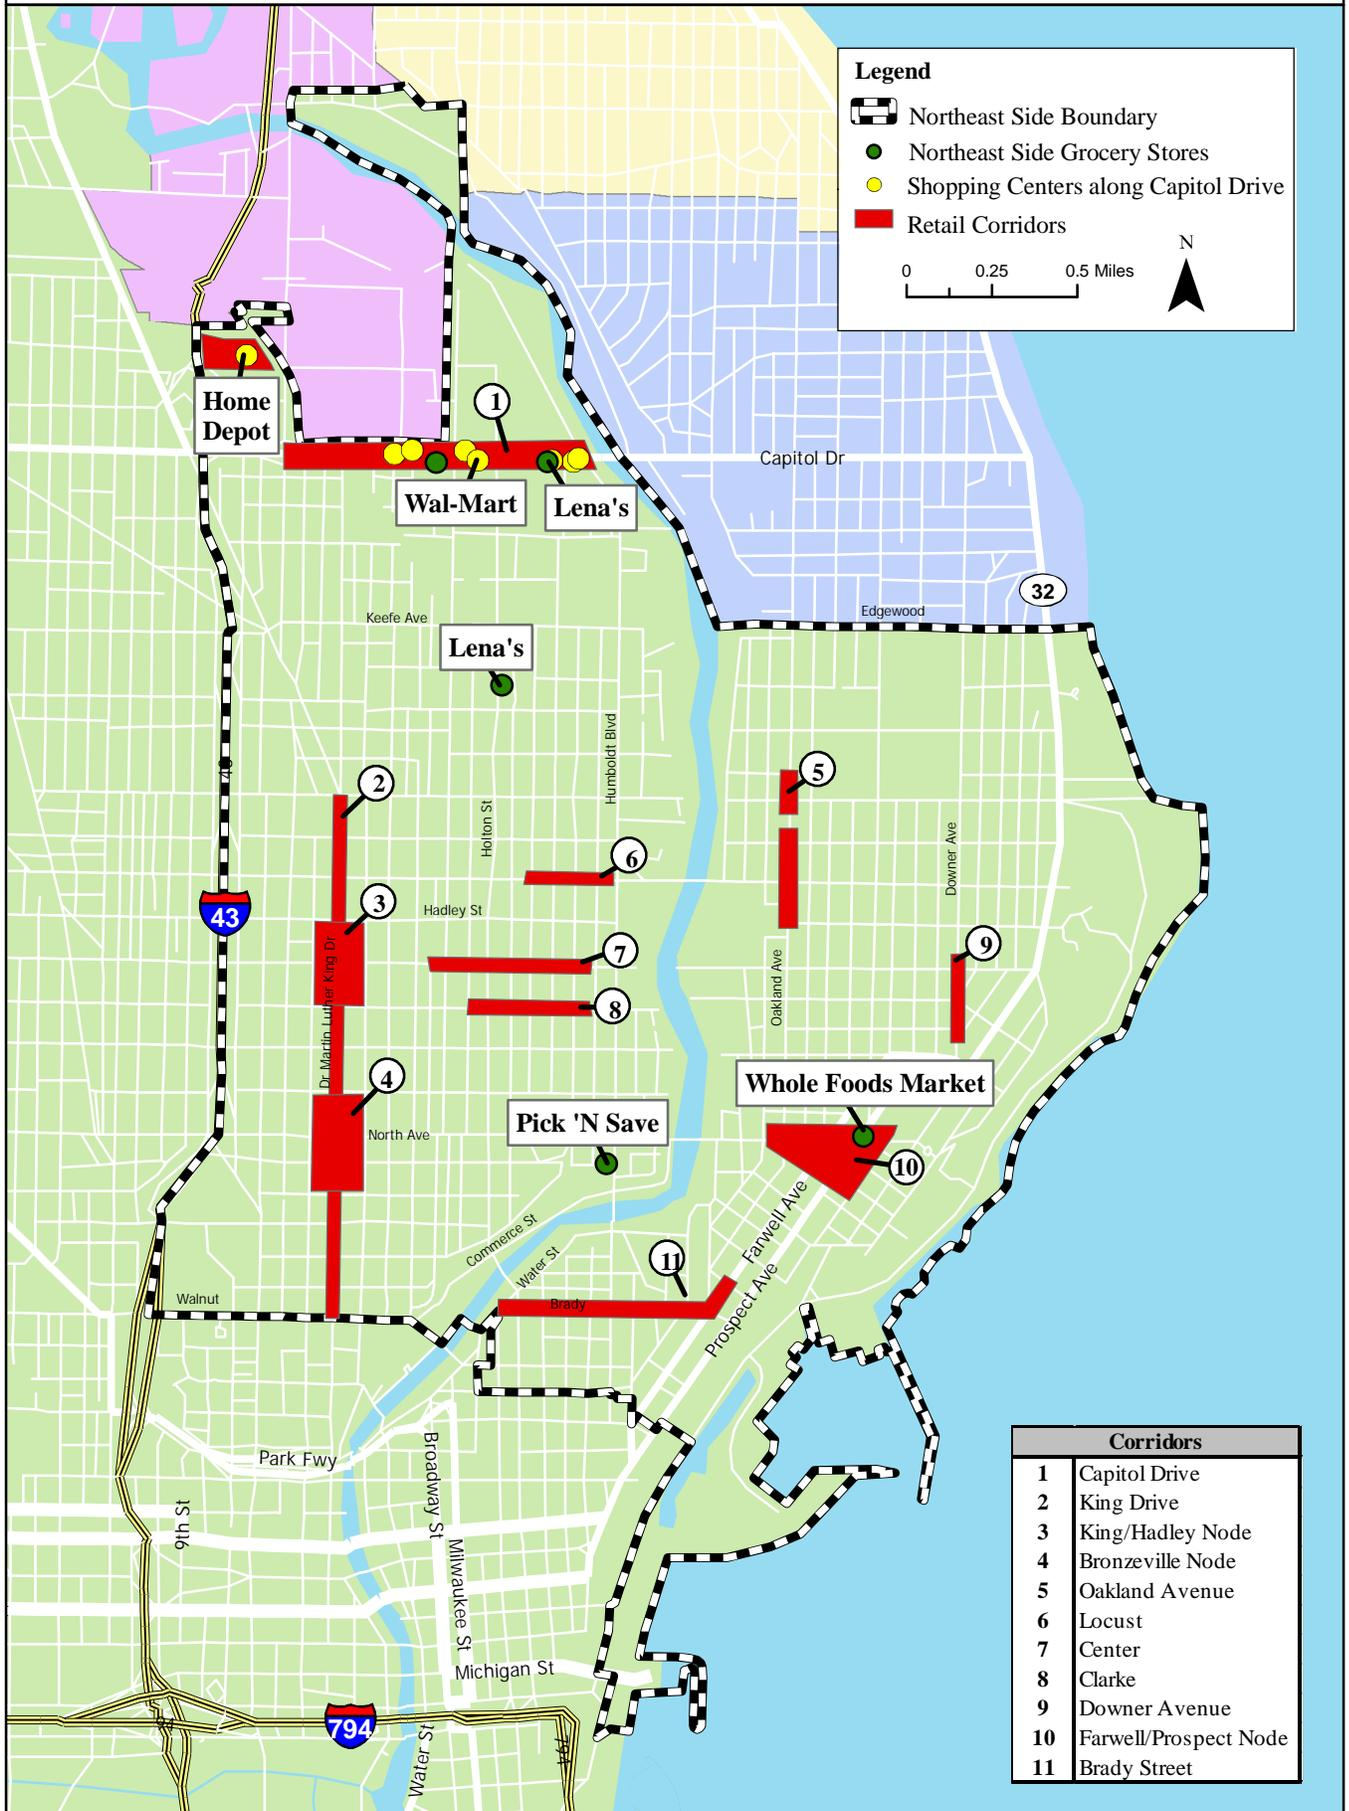 Legend
Northeast Side Boundary
Northeast Side Grocery Stores
Shopping Centers along Capitol Drive
Retail Corridors
N
0 0.25 0.5 Miles
Home
Depot
1
Capitol Dr
Wal-Mart
Lena's
32
Edgewood
Keefe Ave
Lena's
Humboldt Blvd
43
5
2
Holton St
Downer Ave
6
3
43
Hadley St
9
7
Dr Martin Luther King Dr
Oakland Ave
8
4
Whole Foods Market
Pick 'N Save
North Ave
10
Farwell Ave
Commerce St
Water St
11
Prospect Ave
Walnut
Brady
Park Fwy
Broadway St
9th St
Milwaukee St
Michigan St
94
794
794
Water St
Corridors
1 Capitol Drive
2 King Drive
3 King/Hadley Node
4 Bronzeville Node
5 Oakland Avenue
6 Locust
7 Center
8 Clarke
9 Downer Avenue
10 Farwell/Prospect Node
11 Brady Street